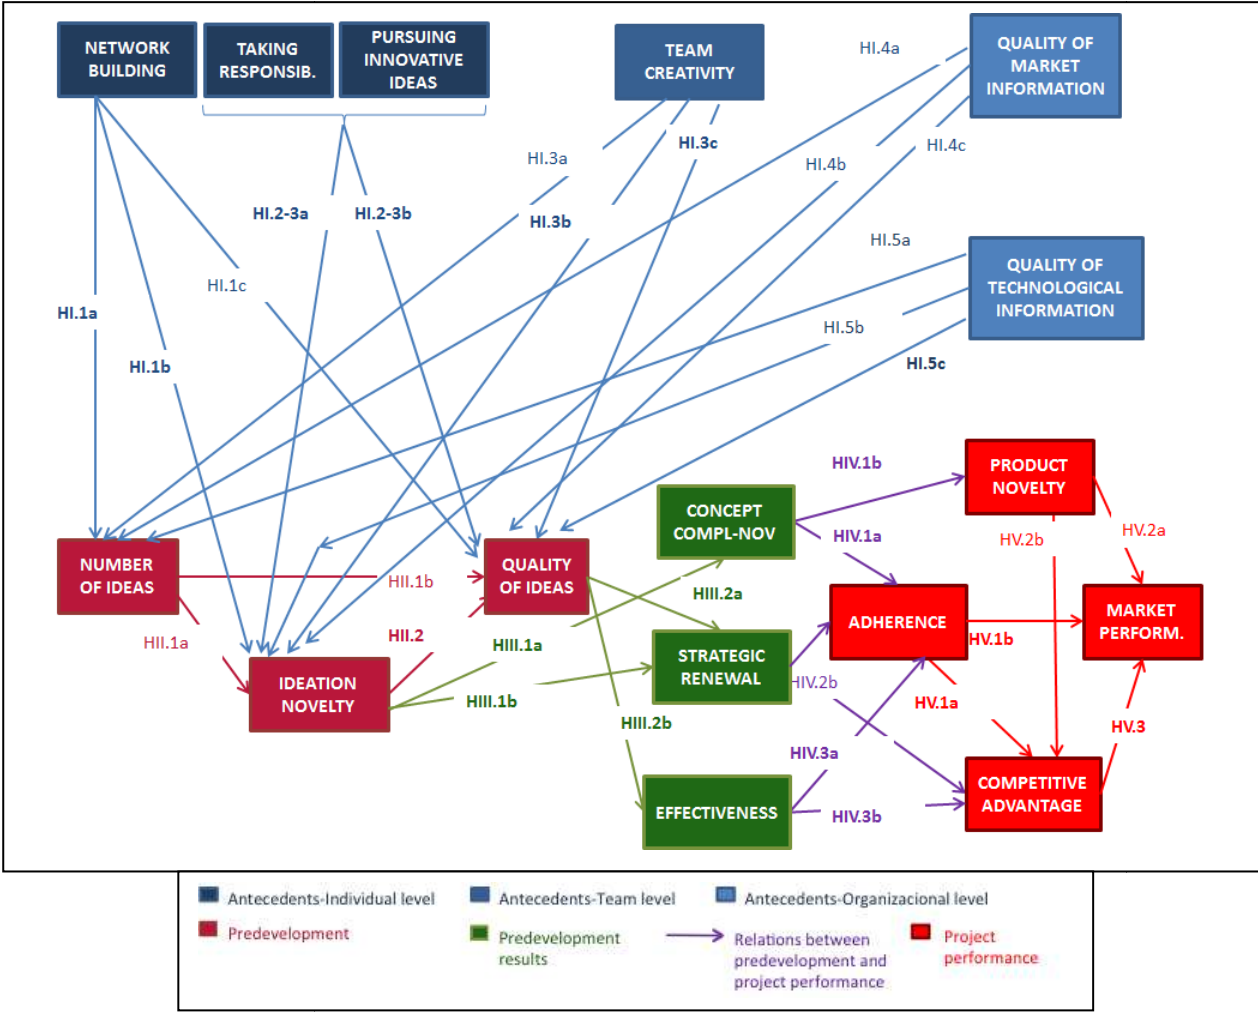 NETWORK
BUILDING
TAKING
RESPONSIB.
PURSUING
INNOVATIVE
IDEAS
TEAM
CREATIVITY
QUALITY OF
MARKET
INFORMATION
HI.4a
HI.3a
HI.3c
HI.4b
HI.4c
HI.2-3a
HI.2-3b
HI.3b
HI.5a
QUALITY OF
TECHNOLOGICAL
INFORMATION
HI.1c
HI.1a
HI.5b
HI.1b
HI.5c
HIV.1b
PRODUCT
NOVELTY
CONCEPT
COMPL-NOV
HIV.1a
HV.2b
HV.2a
NUMBER
OF IDEAS
HII.1b
QUALITY
OF IDEAS
HIII.2a
ADHERENCE
MARKET
PERFORM.
HII.1a
HII.2
HIII.1a
HV.1b
STRATEGIC
RENEWAL
IDEATION
NOVELTY
HIII.1b
HIV.2b
HV.1a
HIII.2b
HV.3
HIV.3a
COMPETITIVE
ADVANTAGE
EFFECTIVENESS
HIV.3b
Antecedents-Individual level
Antecedents-Team level
Antecedents-Organizacional level
Predevelopment
Predevelopment
results
Relations between
predevelopment and
project performance
Project
performance